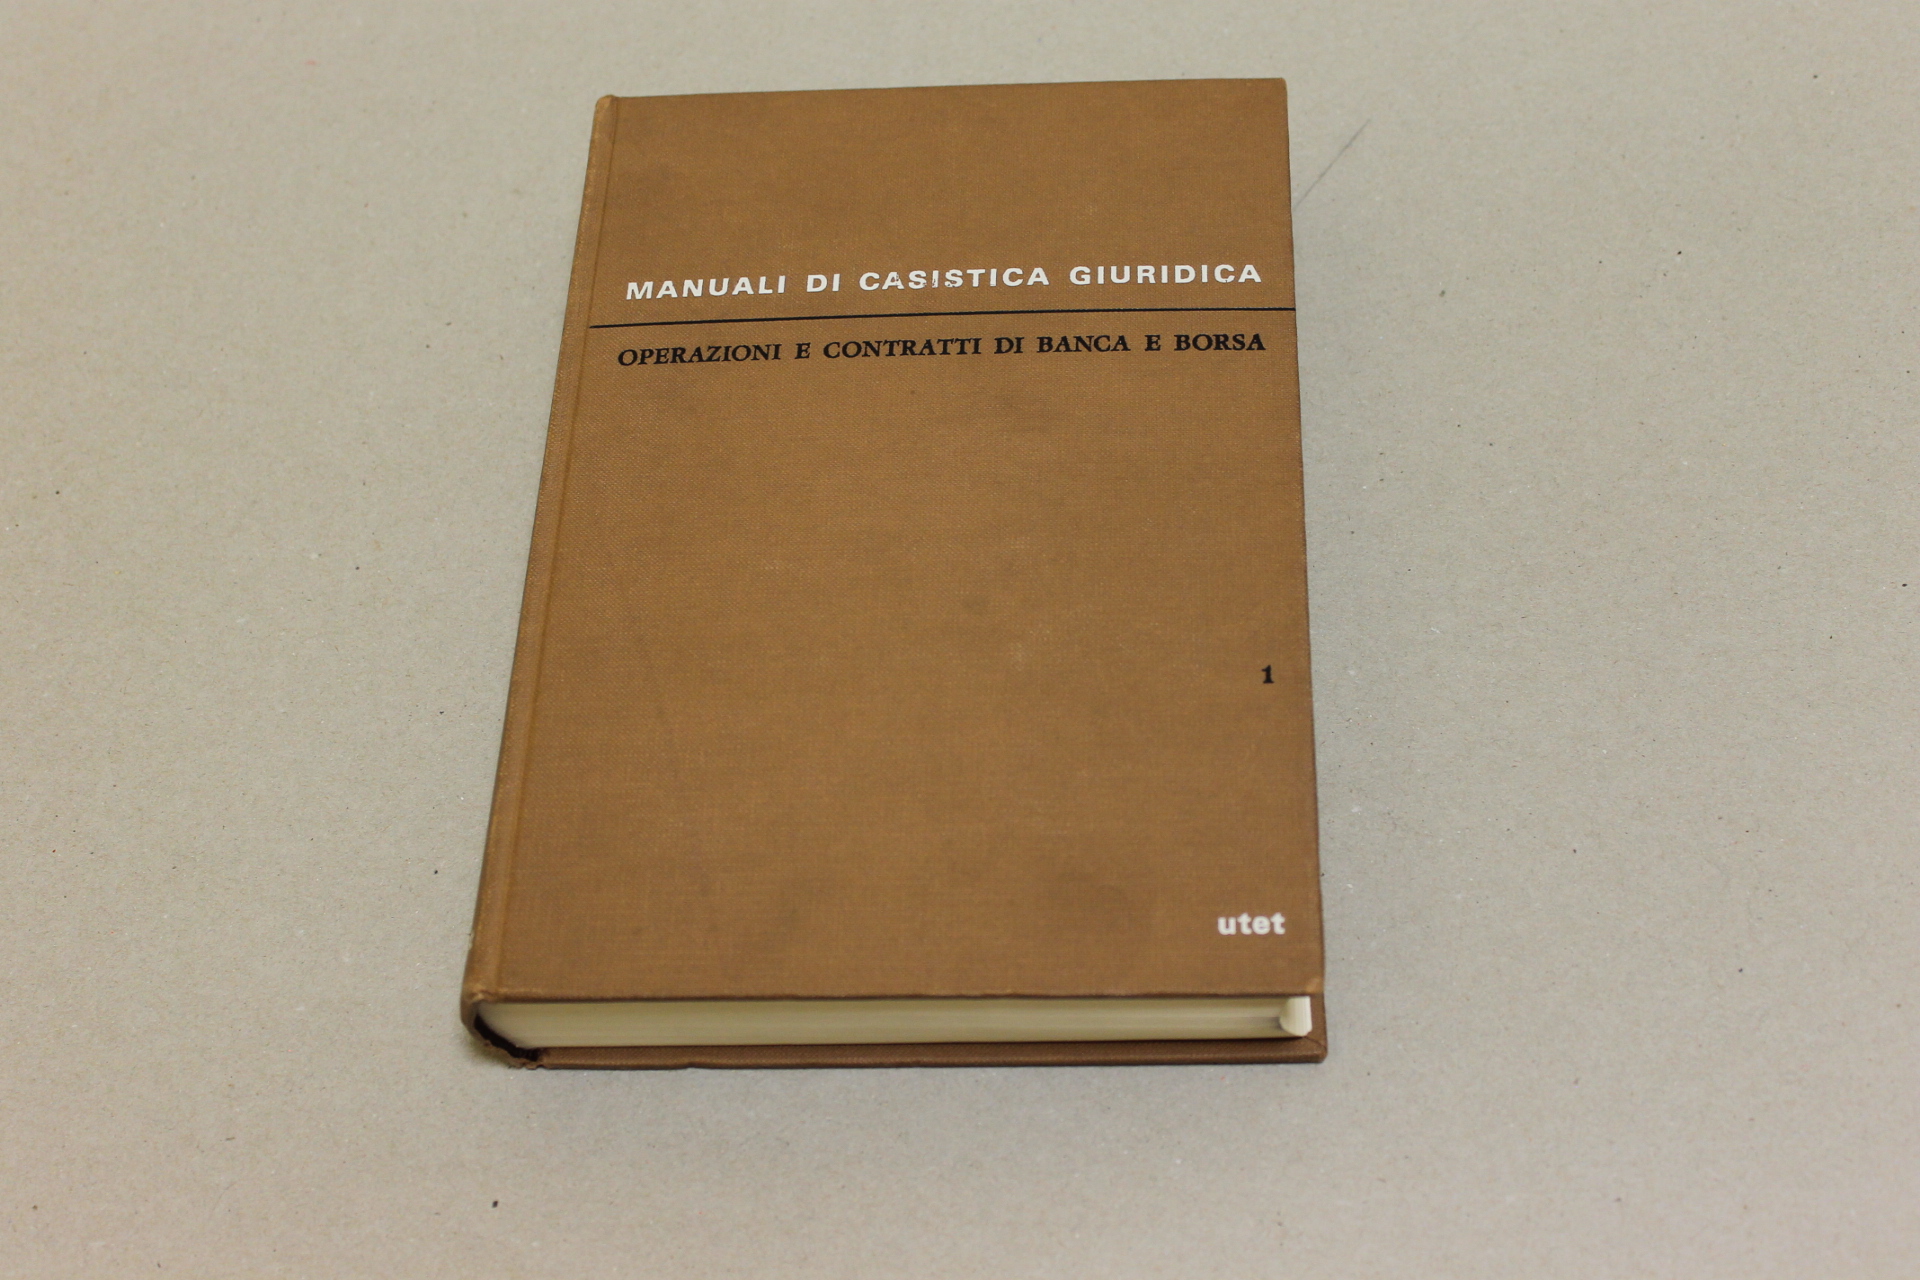 MANUALI DI CASISTICA GIURIDICA
OPERAZIONI E CONTRATTI DI BANCA E BORSA
1
utet